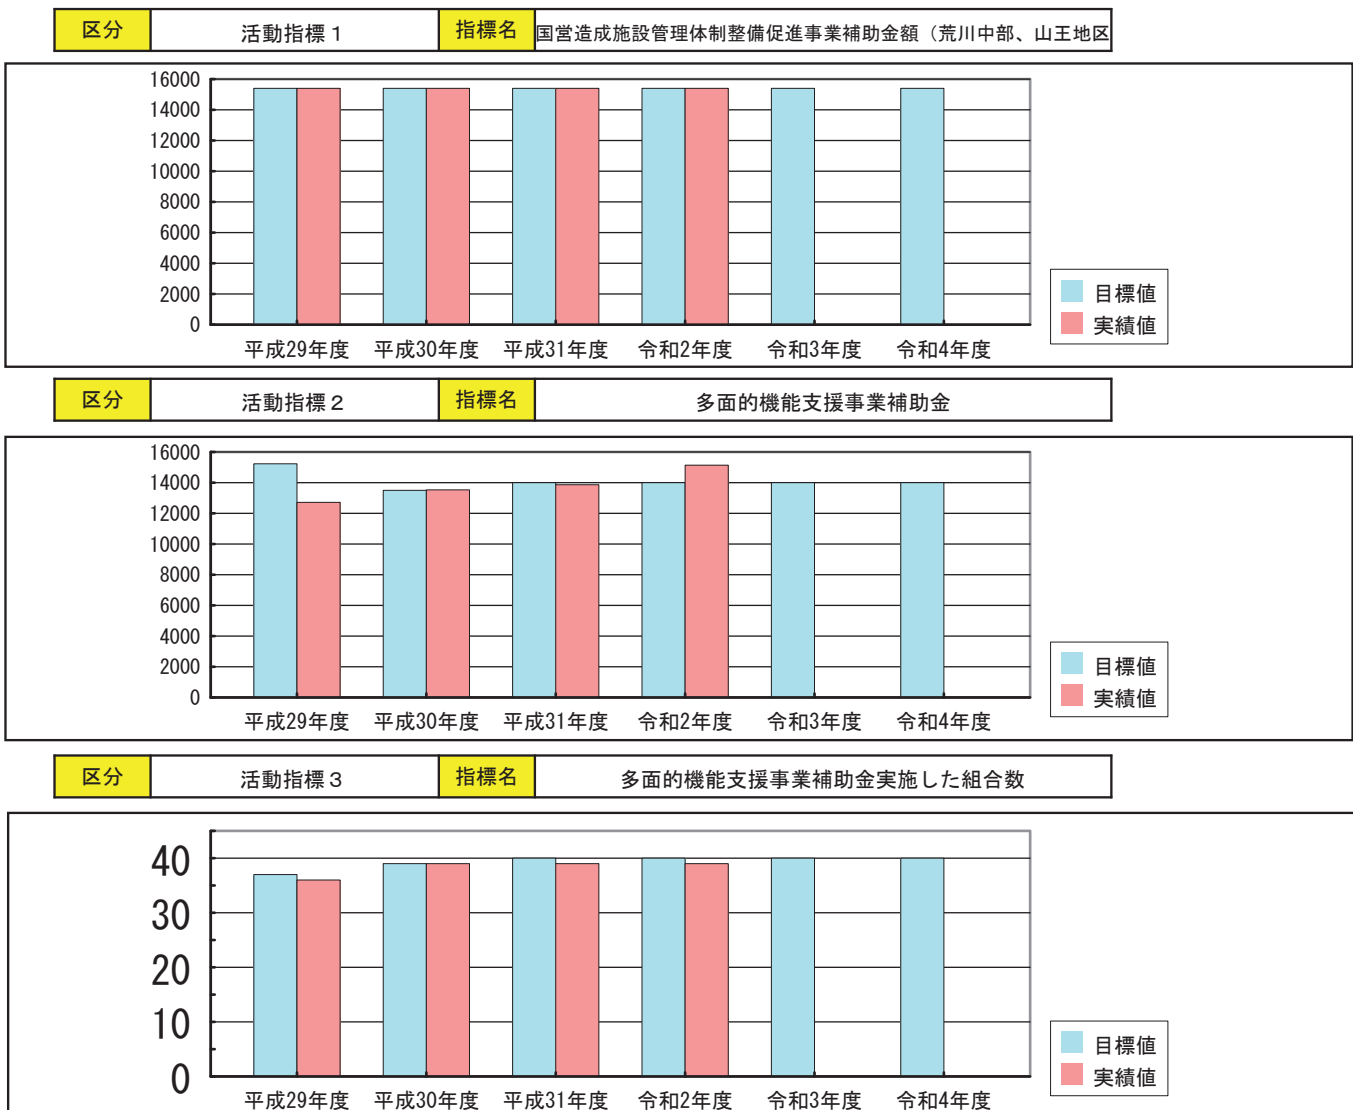 区分 活動指標1 指標名 国営造成施設管理体制整備促進事業補助金額（荒川中部、山王地区
16000
14000
12000
10000
8000
6000
4000
2000
0
平成29年度 平成30年度 平成31年度 令和2年度 令和3年度 令和4年度
目標値
実績値
区分 活動指標2 指標名 多面的機能支援事業補助金
16000
14000
12000
10000
8000
6000
4000
2000
0
平成29年度 平成30年度 平成31年度 令和2年度 令和3年度 令和4年度
目標値
実績値
区分 活動指標3 指標名 多面的機能支援事業補助金実施した組合数
40
30
20
10
0
平成29年度 平成30年度 平成31年度 令和2年度 令和3年度 令和4年度
目標値
実績値